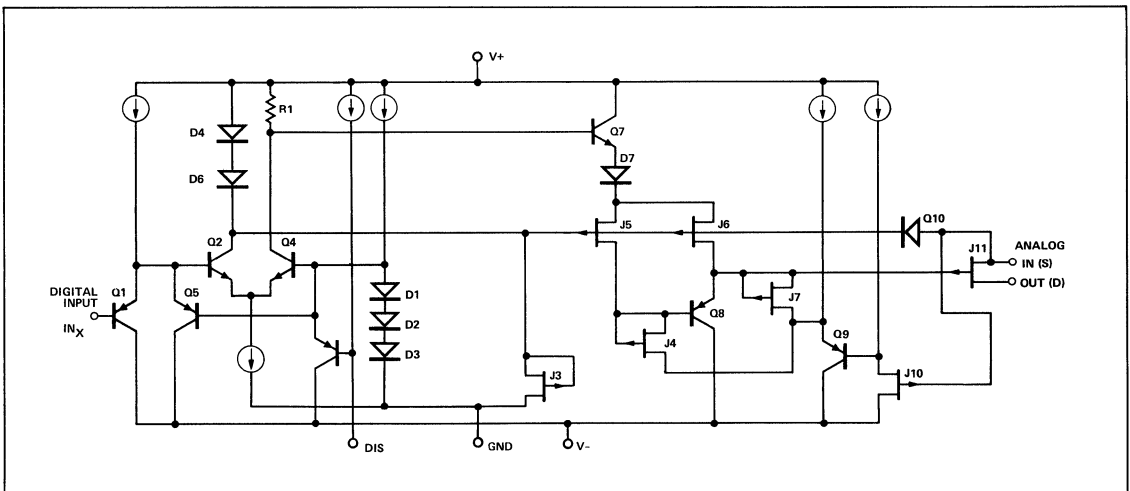 V+
R1
D4
Q7
D7
D6
J5
J6
Q10
J11
ANALOG
IN (S)
OUT (D)
Q2
Q4
DIGITAL
INPUT
INX
Q1
Q5
D1
D2
D3
J7
Q8
J4
Q9
J3
J10
DIS
GND
V-